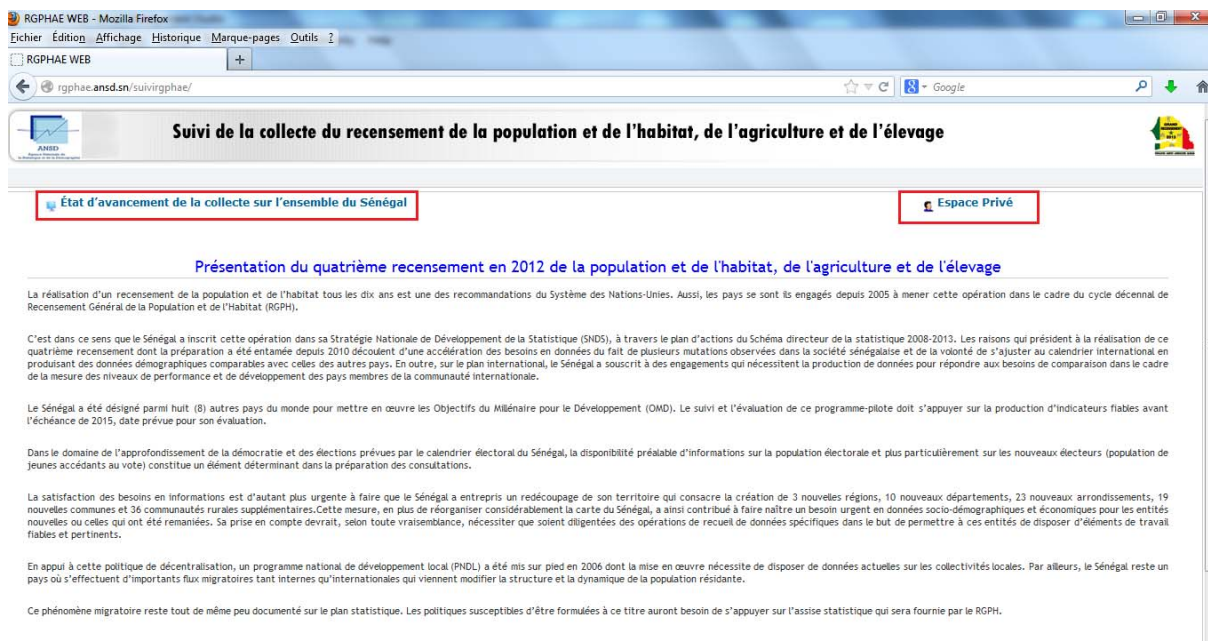 RGPHAE WEB - Mozilla Firefox
Fichier Édition Affichage Historique Marque-pages Outils ?
RGPHAE WEB
rgphae.ansd.sn/suivirgphae/
Google
ANSD
Suivi de la collecte du recensement de la population et de l'habitat, de l'agriculture et de l'élevage
État d'avancement de la collecte sur l'ensemble du Sénégal
Espace Privé
Présentation du quatrième recensement en 2012 de la population et de l'habitat, de l'agriculture et de l'élevage
La réalisation d'un recensement de la population et de l'habitat tous les dix ans est une des recommandations du Système des Nations-Unies. Aussi, les pays se sont ils engagés depuis 2005 à mener cette opération dans le cadre du cycle décennal de
Recensement Général de la Population et de l'Habitat (RGPH).
C'est dans ce sens que le Sénégal a inscrit cette opération dans sa Stratégie Nationale de Développement de la Statistique (SNDS), à travers le plan d'actions du Schéma directeur de la statistique 2008-2013. Les raisons qui président à la réalisation de ce
quatrième recensement dont la préparation a été entamée depuis 2010 découlent d'une accélération des besoins en données du fait de plusieurs mutations observées dans la société sénégalaise et de la volonté de s'ajuster au calendrier international en
produisant des données démographiques comparables avec celles des autres pays. En outre, sur le plan international, le Sénégal a souscrit à des engagements qui nécessitent la production de données pour répondre aux besoins de comparaison dans le cadre
de la mesure des niveaux de performance et de développement des pays membres de la communauté internationale.
Le Sénégal a été désigné parmi huit (8) autres pays du monde pour mettre en œuvre les Objectifs du Millénaire pour le Développement (OMD). Le suivi et l'évaluation de ce programme-pilote doit s'appuyer sur la production d'indicateurs fiables avant
l'échéance de 2015, date prévue pour son évaluation.
Dans le domaine de l'approfondissement de la démocratie et des élections prévues par le calendrier électoral du Sénégal, la disponibilité préalable d'informations sur la population électorale et plus particulièrement sur les nouveaux électeurs (population de
jeunes accédants au vote) constitue un élément déterminant dans la préparation des consultations.
La satisfaction des besoins en informations est d'autant plus urgente à faire que le Sénégal a entrepris un redécoupage de son territoire qui consacre la création de 3 nouvelles régions, 10 nouveaux départements, 23 nouveaux arrondissements, 19
nouvelles communes et 36 communautés rurales supplémentaires.Cette mesure, en plus de réorganiser considérablement la carte du Sénégal, a ainsi contribué à faire naître un besoin urgent en données socio-démographiques et économiques pour les entités
nouvelles ou celles qui ont été remaniées. Sa prise en compte devrait, selon toute vraisemblance, nécessiter que soient diligentées des opérations de recueil de données spécifiques dans le but de permettre à ces entités de disposer d'éléments de travail
fiables et pertinents.
En appui à cette politique de décentralisation, un programme national de développement local (PNDL) a été mis sur pied en 2006 dont la mise en œuvre nécessite de disposer de données actuelles sur les collectivités locales. Par ailleurs, le Sénégal reste un
pays où s'effectuent d'importants flux migratoires tant internes qu'internationales qui viennent modifier la structure et la dynamique de la population résidante.
Ce phénomène migratoire reste tout de même peu documenté sur le plan statistique. Les politiques susceptibles d'être formulées à ce titre auront besoin de s'appuyer sur l'assise statistique qui sera fournie par le RGPH.